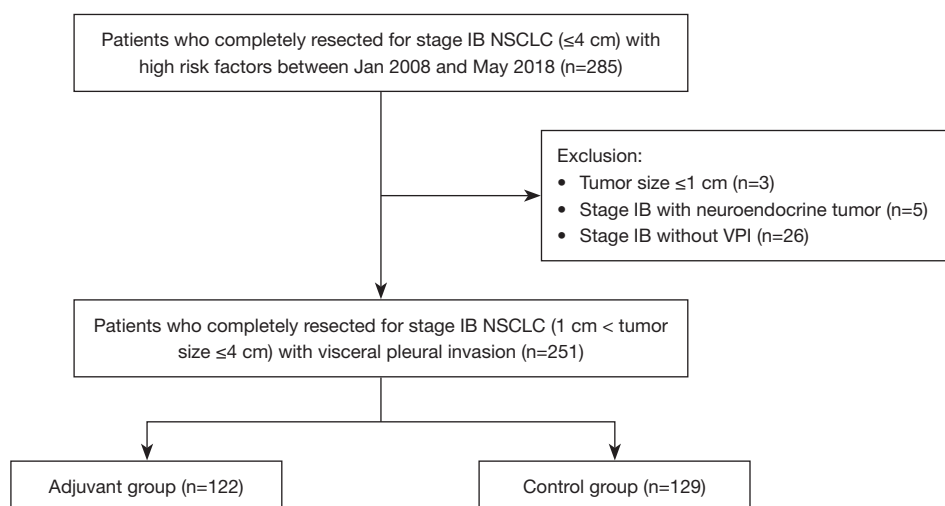 Patients who completely resected for stage IB NSCLC (≤4 cm) with
high risk factors between Jan 2008 and May 2018 (n=285)
Exclusion:
• Tumor size ≤1 cm (n=3)
• Stage IB with neuroendocrine tumor (n=5)
• Stage IB without VPI (n=26)
Patients who completely resected for stage IB NSCLC (1 cm < tumor
size ≤4 cm) with visceral pleural invasion (n=251)
Adjuvant group (n=122)
Control group (n=129)